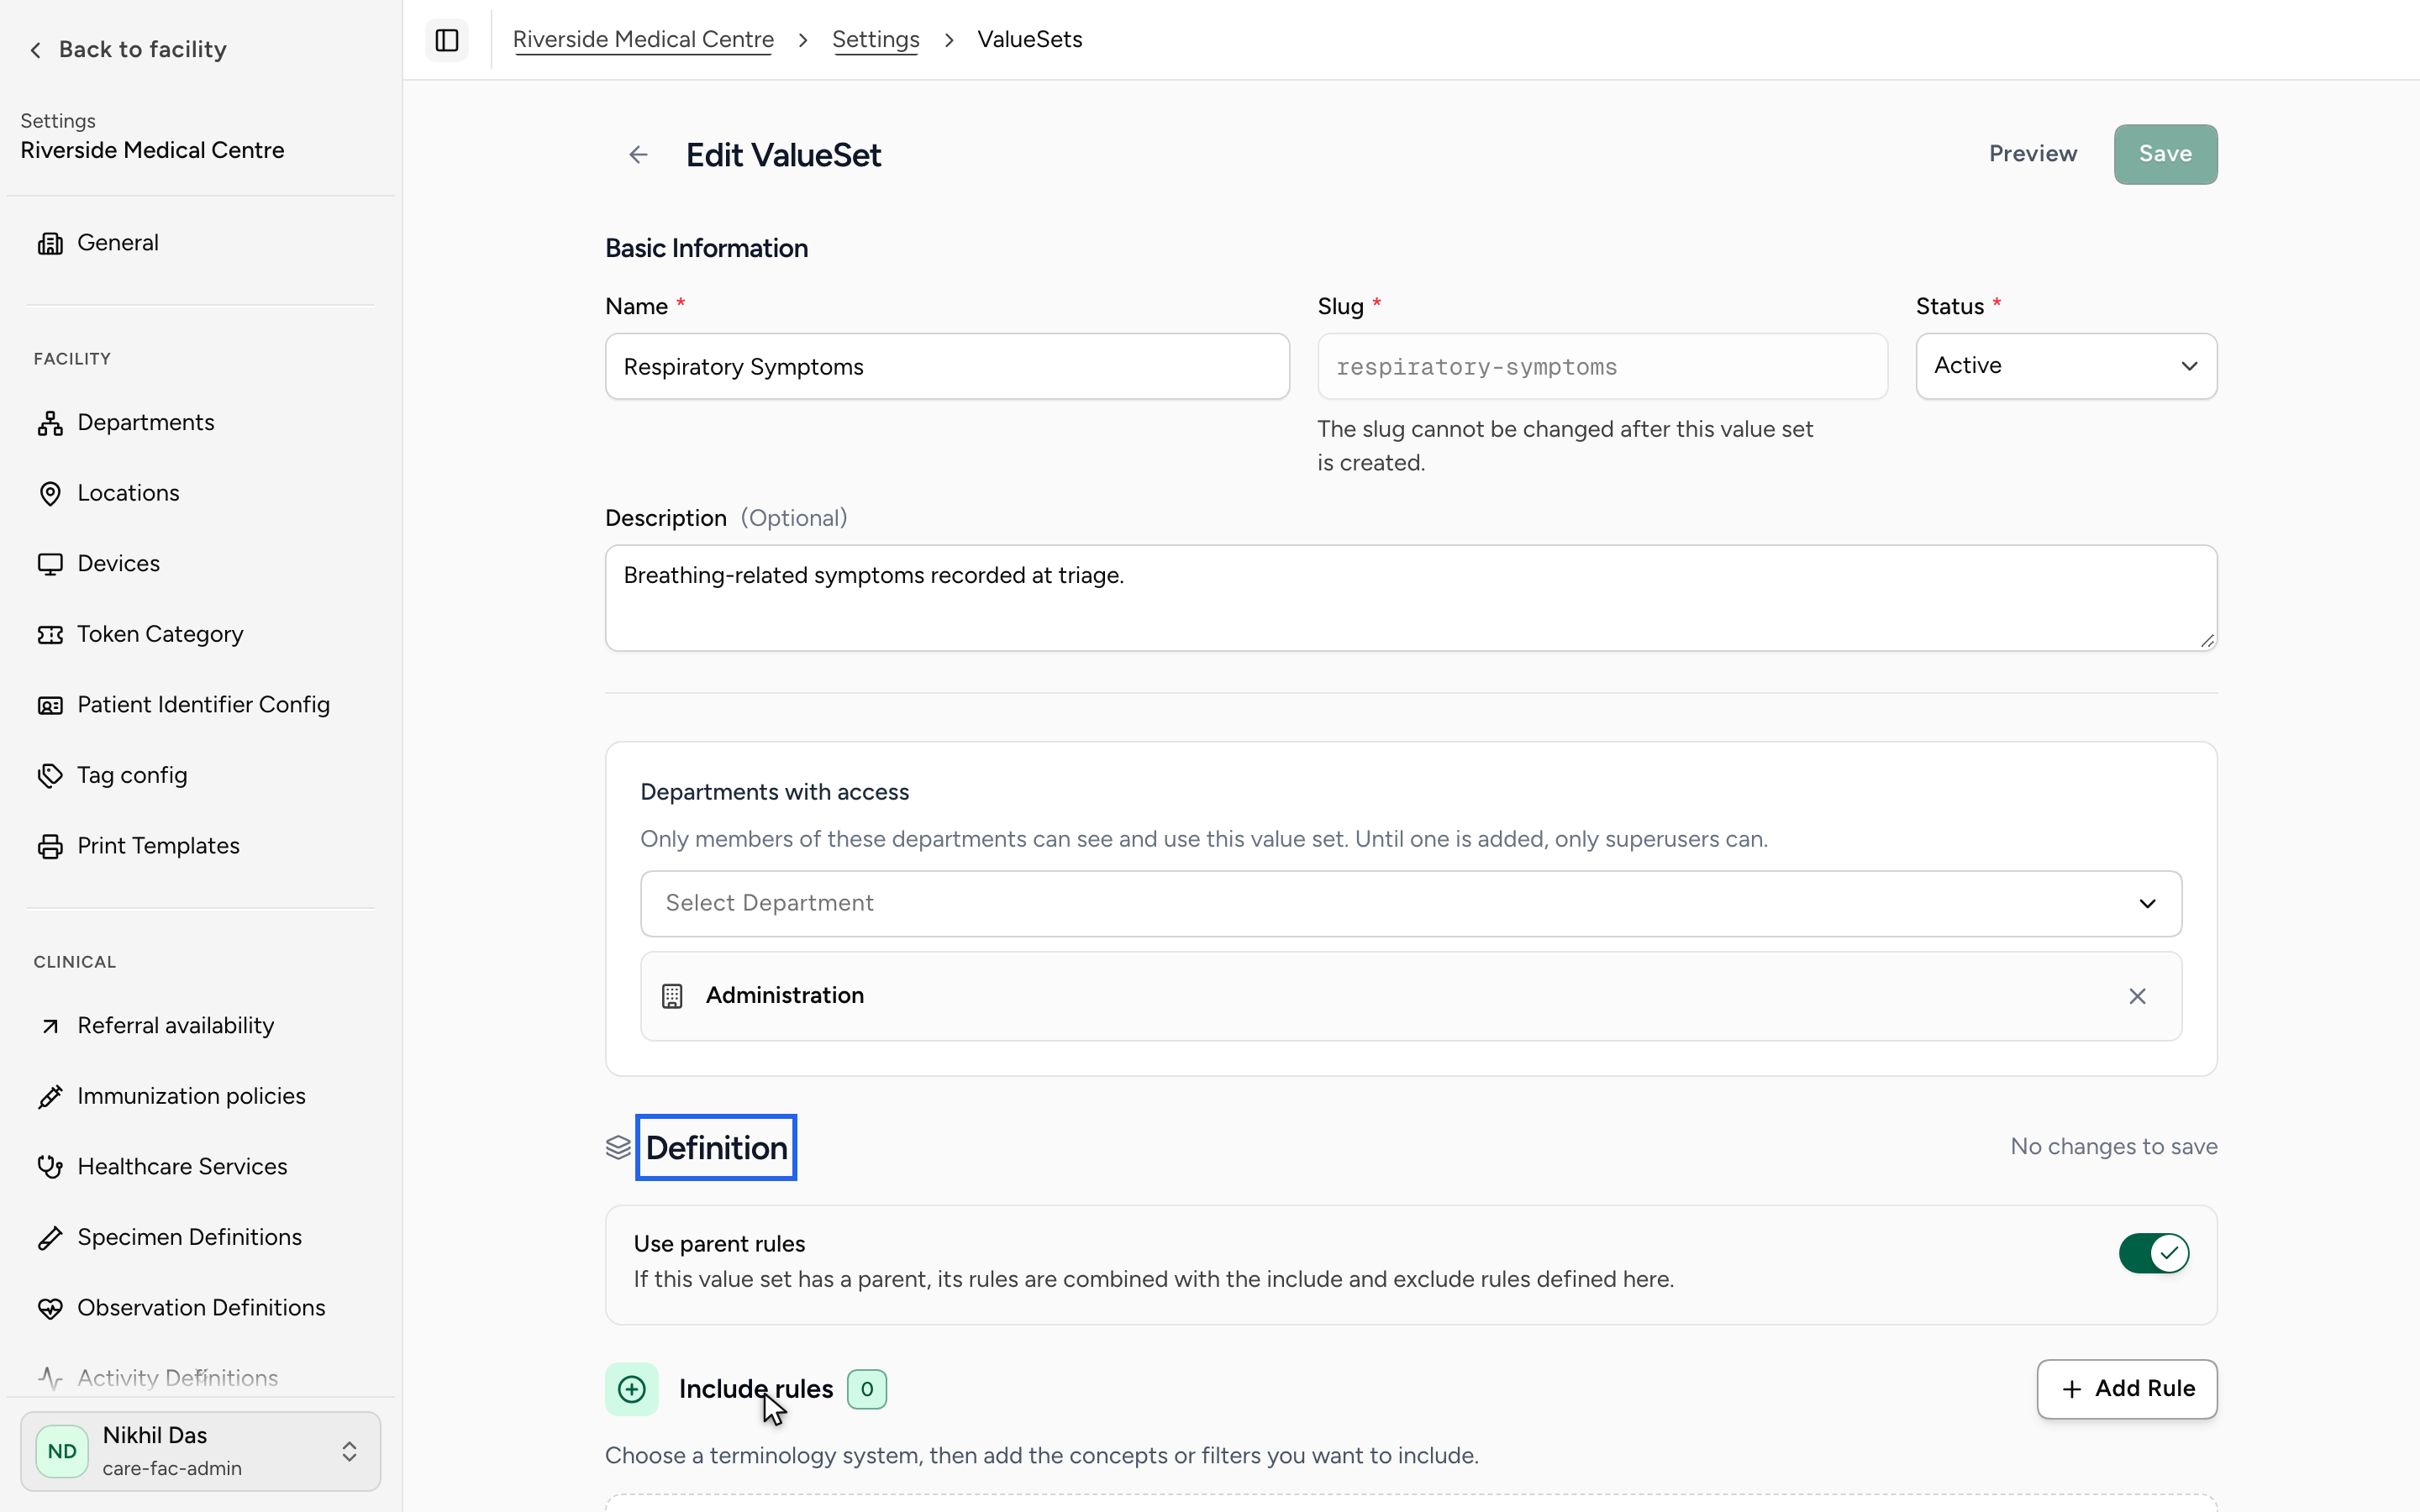 Back to facility
Settings
Riverside Medical Centre
General
FACILITY
Departments
Locations
Devices
Token Category
Patient Identifier Config
Tag config
Print Templates
CLINICAL
Referral availability
Immunization policies
Healthcare Services
Specimen Definitions
Observation Definitions
Activity Definitions
ND
Nikhil Das
care-fac-admin
Riverside Medical Centre > Settings > ValueSets
Edit ValueSet
Preview
Save
Basic Information
Name *
Respiratory Symptoms
Slug *
respiratory-symptoms
The slug cannot be changed after this value set
is created.
Status *
Active
Description (Optional)
Breathing-related symptoms recorded at triage.
Departments with access
Only members of these departments can see and use this value set. Until one is added, only superusers can.
Select Department
Administration
Definition
No changes to save
Use parent rules
If this value set has a parent, its rules are combined with the include and exclude rules defined here.
Include rules 0
+ Add Rule
Choose a terminology system, then add the concepts or filters you want to include.